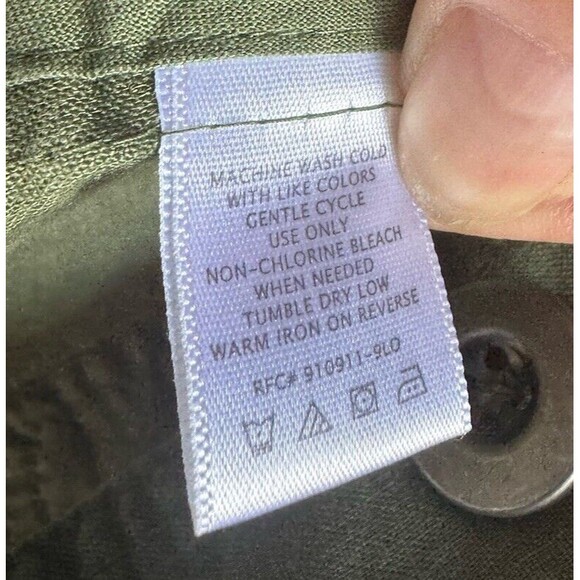 MACHINE WASH COLD
WITH LIKE COLORS
GENTLE CYCLE
USE ONLY
NON-CHLORINE BLEACH
WHEN NEEDED
TUMBLE DRY LOW
WARM IRON ON REVERSE
RFC# 910911-9LO